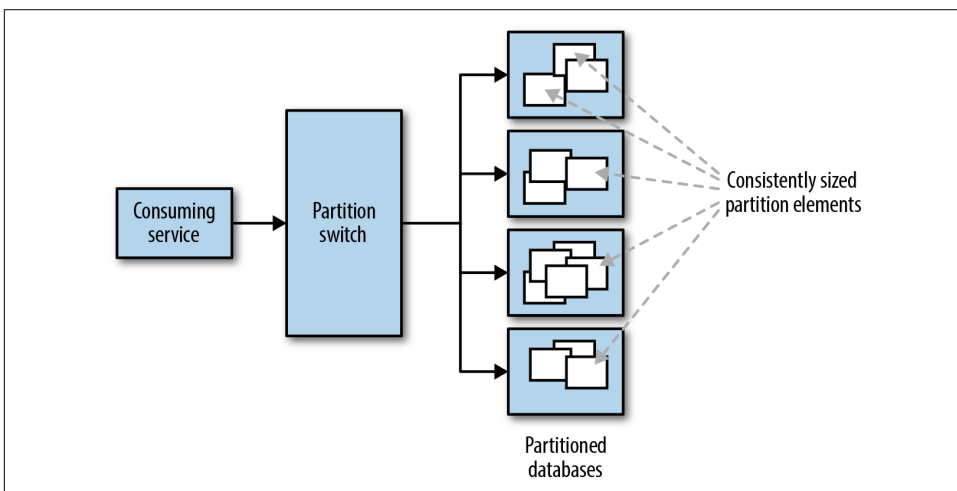 Consuming
service
Partition
switch
Consistently sized
partition elements
Partitioned
databases